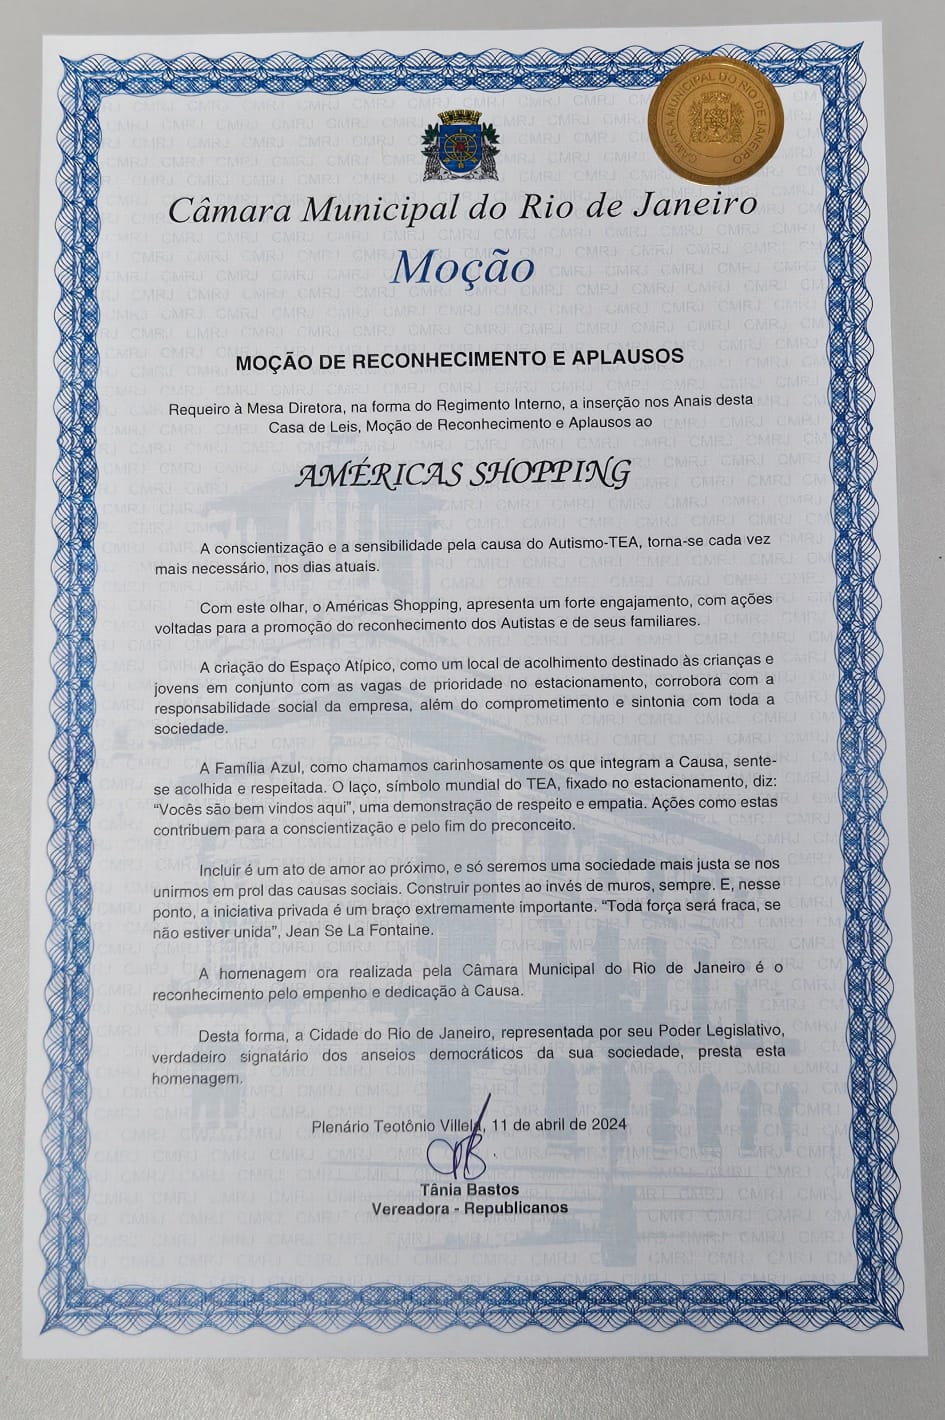 CÂMARA MUNICIPAL DO RIO DE JANEIRO
Câmara Municipal do Rio de Janeiro
Moção
MOÇÃO DE RECONHECIMENTO E APLAUSOS
Requeiro à Mesa Diretora, na forma do Regimento Interno, a inserção nos Anais desta
Casa de Leis, Moção de Reconhecimento e Aplausos ao
AMÉRICAS SHOPPING
A conscientização e a sensibilidade pela causa do Autismo-TEA, torna-se cada vez
mais necessário, nos dias atuais.
Com este olhar, o Américas Shopping, apresenta um forte engajamento, com ações
voltadas para a promoção do reconhecimento dos Autistas e de seus familiares.
A criação do Espaço Atípico, como um local de acolhimento destinado às crianças e
jovens em conjunto com as vagas de prioridade no estacionamento, corrobora com a
responsabilidade social da empresa, além do comprometimento e sintonia com toda a
sociedade.
A Família Azul, como chamamos carinhosamente os que integram a Causa, sente-
se acolhida e respeitada. O laço, símbolo mundial do TEA, fixado no estacionamento, diz:
“Vocês são bem vindos aqui”, uma demonstração de respeito e empatia. Ações como estas
contribuem para a conscientização e pelo fim do preconceito.
Incluir é um ato de amor ao próximo, e só seremos uma sociedade mais justa se nos
unirmos em prol das causas sociais. Construir pontes ao invés de muros, sempre. E, nesse
ponto, a iniciativa privada é um braço extremamente importante. “Toda força será fraca, se
não estiver unida”, Jean Se La Fontaine.
A homenagem ora realizada pela Câmara Municipal do Rio de Janeiro é o
reconhecimento pelo empenho e dedicação à Causa.
Desta forma, a Cidade do Rio de Janeiro, representada por seu Poder Legislativo,
verdadeiro signatário dos anseios democráticos da sua sociedade, presta esta
homenagem.
Plenário Teotônio Villela, 11 de abril de 2024
Tânia Bastos
Vereadora - Republicanos